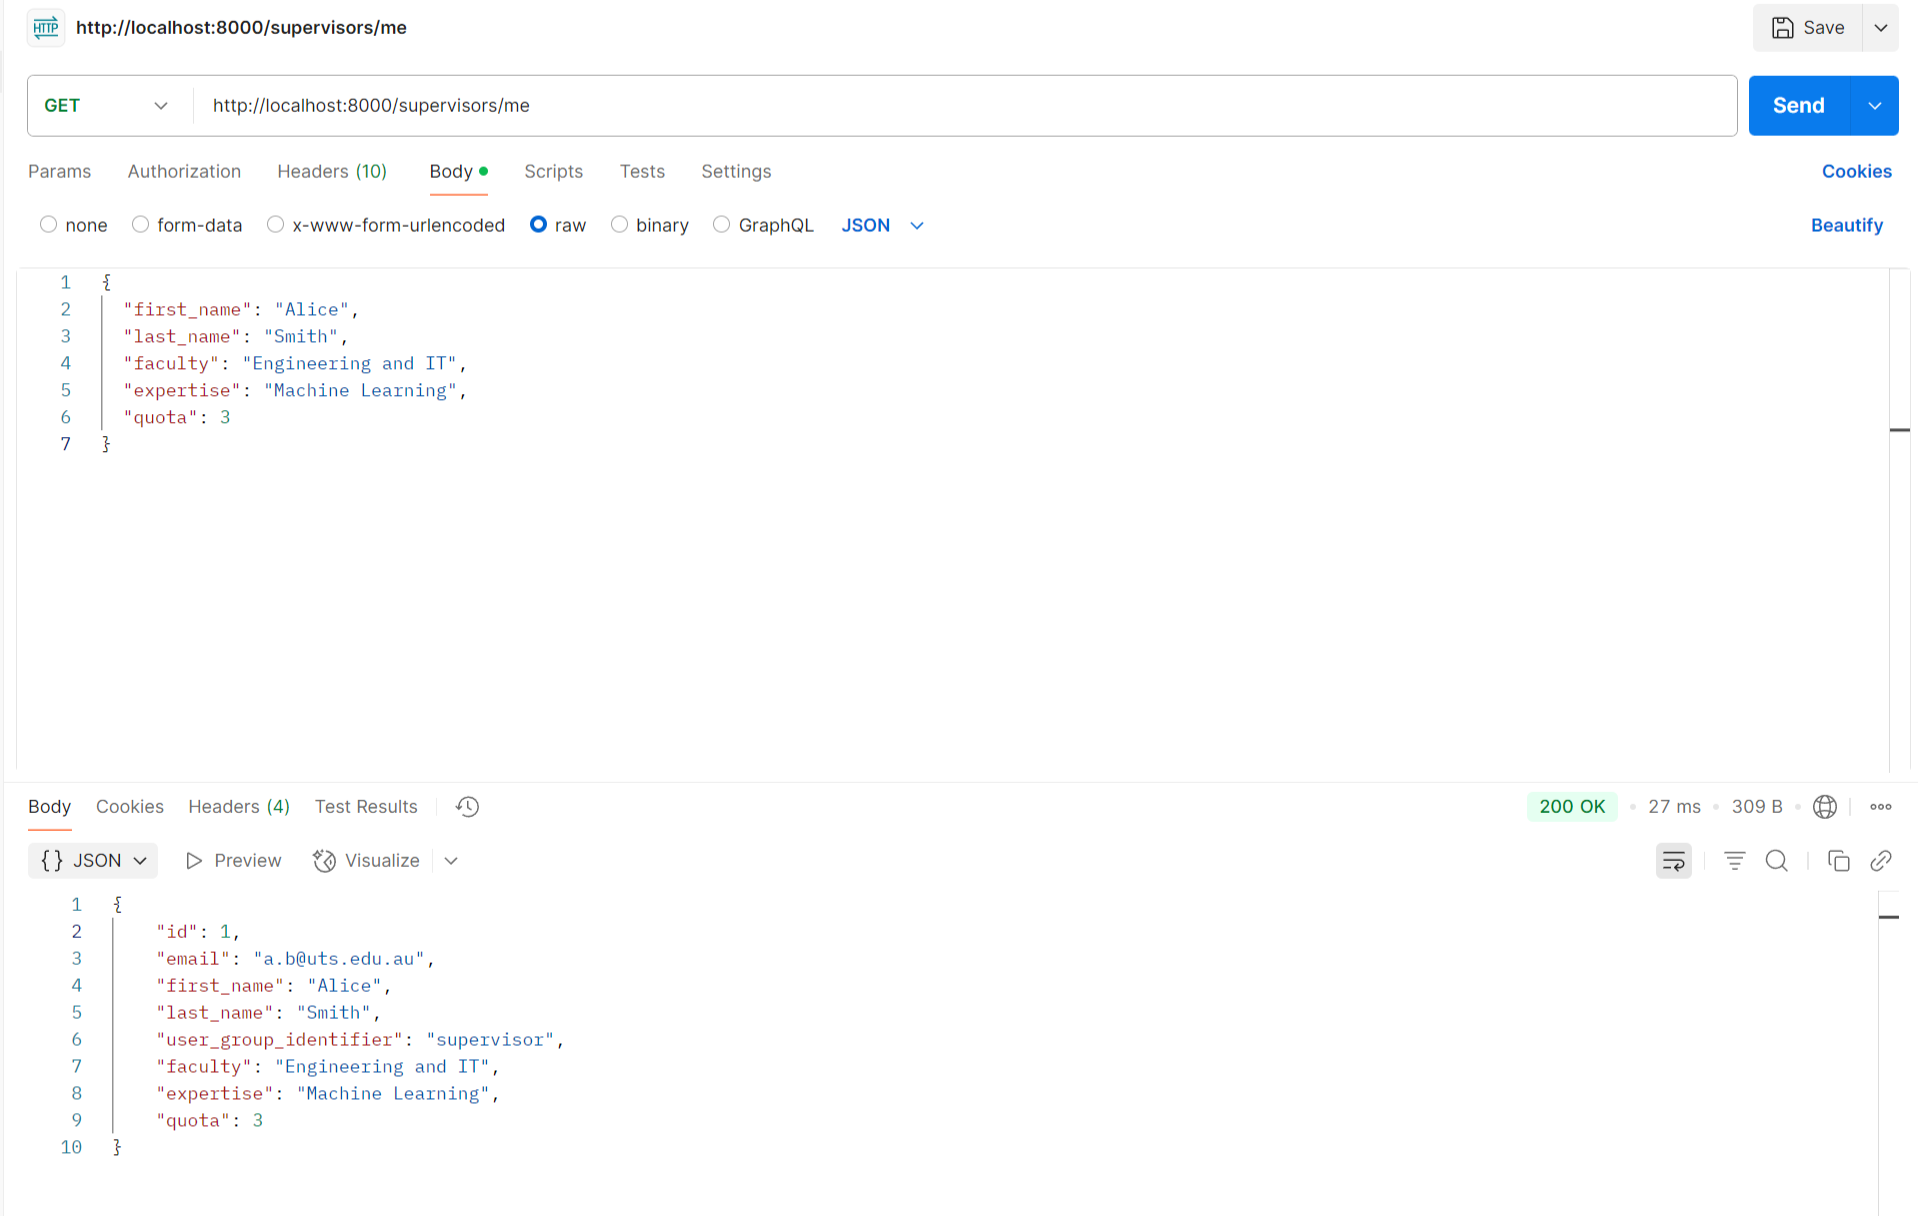 HTTP http://localhost:8000/supervisors/me Save
GET http://localhost:8000/supervisors/me Send
Params Authorization Headers (10) Body Scripts Tests Settings Cookies
none form-data x-www-form-urlencoded raw binary GraphQL JSON Beautify
1 {
2 "first_name": "Alice",
3 "last_name": "Smith",
4 "faculty": "Engineering and IT",
5 "expertise": "Machine Learning",
6 "quota": 3
7 }
Body Cookies Headers (4) Test Results 200 OK 27 ms 309 B
{} JSON Preview Visualize
1 {
2 "id": 1,
3 "email": "a.b@uts.edu.au",
4 "first_name": "Alice",
5 "last_name": "Smith",
6 "user_group_identifier": "supervisor",
7 "faculty": "Engineering and IT",
8 "expertise": "Machine Learning",
9 "quota": 3
10 }